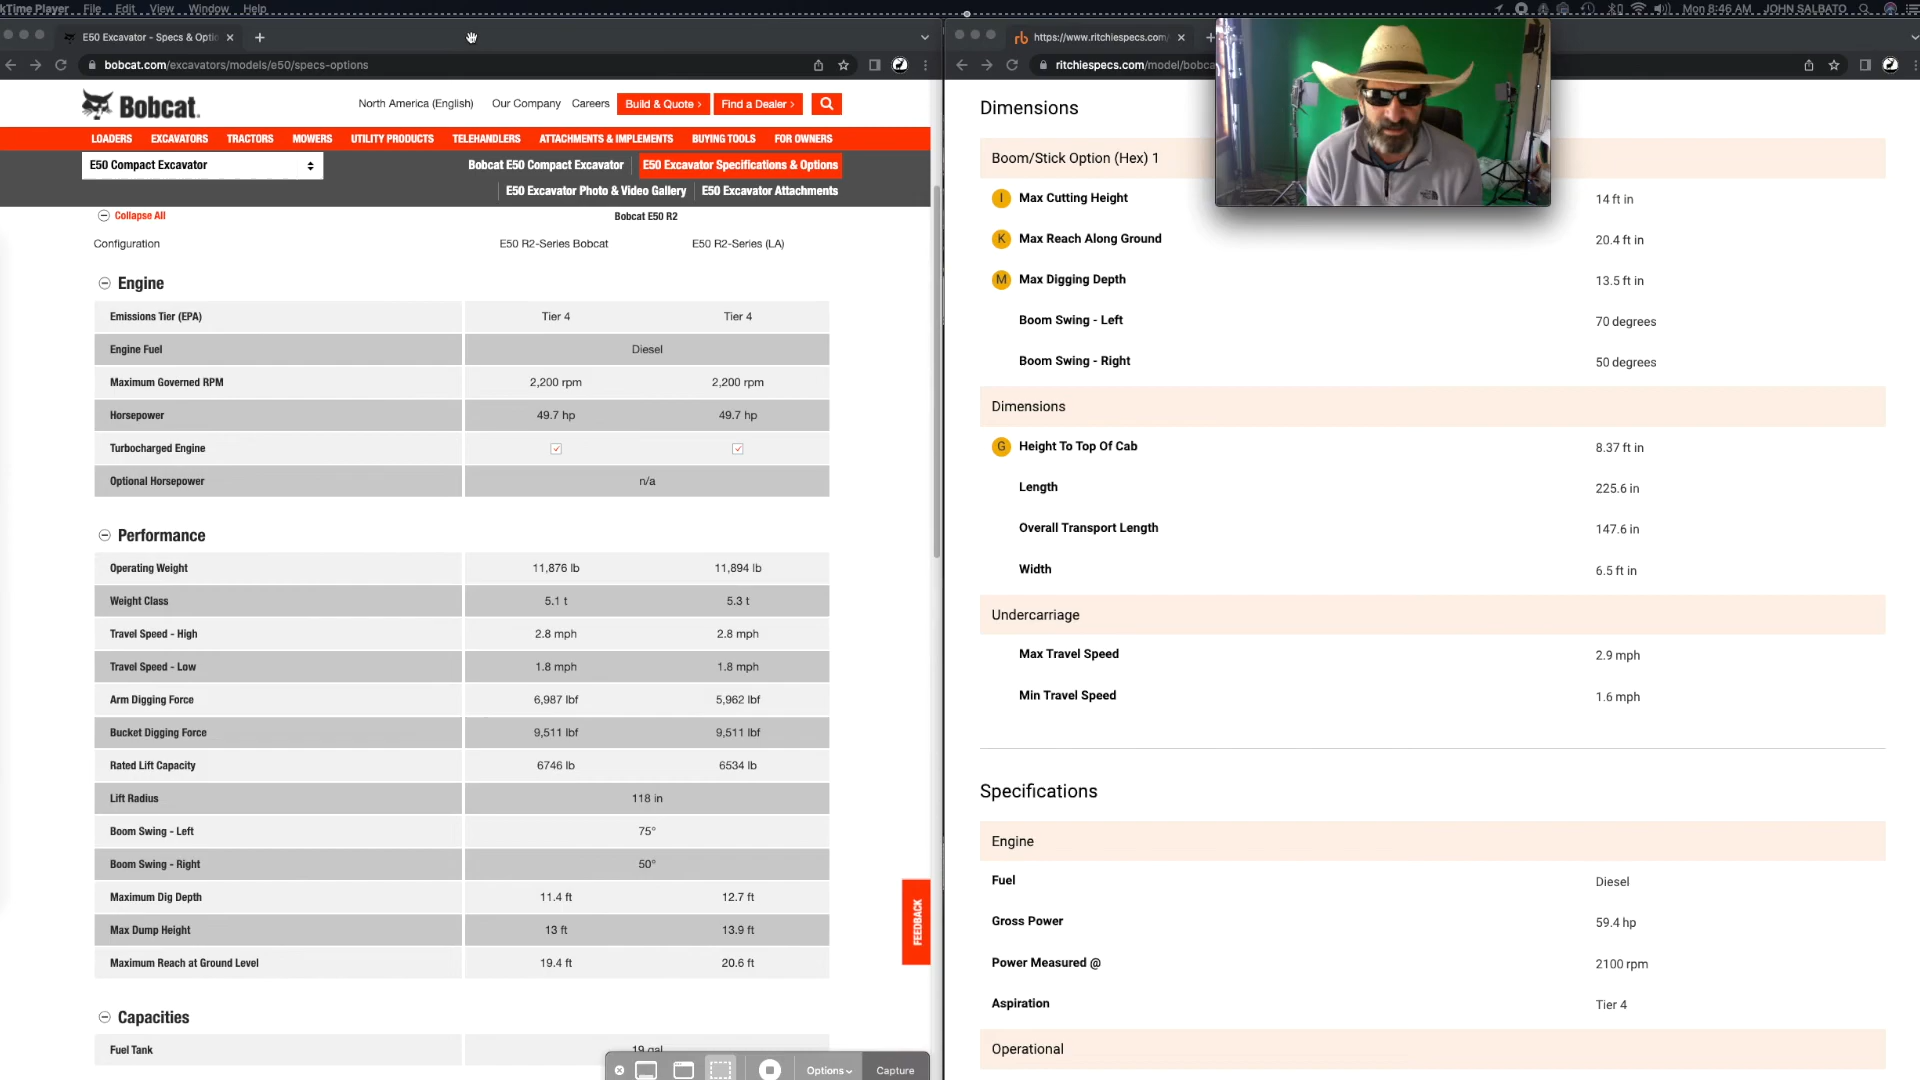 kTime Player File Edit View Window Help
Mon 8:46 AM JOHN SALBATO
E50 Excavator - Specs & Optio
bobcat.com/excavators/models/e50/specs-options
Bobcat.
North America (English) Our Company Careers Build & Quote › Find a Dealer ›
LOADERS EXCAVATORS TRACTORS MOWERS UTILITY PRODUCTS TELEHANDLERS ATTACHMENTS & IMPLEMENTS BUYING TOOLS FOR OWNERS
E50 Compact Excavator
Bobcat E50 Compact Excavator E50 Excavator Specifications & Options
E50 Excavator Photo & Video Gallery E50 Excavator Attachments
Collapse All Bobcat E50 R2
Configuration E50 R2-Series Bobcat E50 R2-Series (LA)
Engine
Emissions Tier (EPA) Tier 4 Tier 4
Engine Fuel Diesel
Maximum Governed RPM 2,200 rpm 2,200 rpm
Horsepower 49.7 hp 49.7 hp
Turbocharged Engine
Optional Horsepower n/a
Performance
Operating Weight 11,876 lb 11,894 lb
Weight Class 5.1 t 5.3 t
Travel Speed - High 2.8 mph 2.8 mph
Travel Speed - Low 1.8 mph 1.8 mph
Arm Digging Force 6,987 lbf 5,962 lbf
Bucket Digging Force 9,511 lbf 9,511 lbf
Rated Lift Capacity 6746 lb 6534 lb
Lift Radius 118 in
Boom Swing - Left 75°
Boom Swing - Right 50°
Maximum Dig Depth 11.4 ft 12.7 ft
Max Dump Height 13 ft 13.9 ft
Maximum Reach at Ground Level 19.4 ft 20.6 ft
Capacities
Fuel Tank 19 gal
FEEDBACK
Options Capture
rb https://www.ritchiespecs.com/
ritchiespecs.com/model/bobca
Dimensions
Boom/Stick Option (Hex) 1
I Max Cutting Height 14 ft in
K Max Reach Along Ground 20.4 ft in
M Max Digging Depth 13.5 ft in
Boom Swing - Left 70 degrees
Boom Swing - Right 50 degrees
Dimensions
G Height To Top Of Cab 8.37 ft in
Length 225.6 in
Overall Transport Length 147.6 in
Width 6.5 ft in
Undercarriage
Max Travel Speed 2.9 mph
Min Travel Speed 1.6 mph
Specifications
Engine
Fuel Diesel
Gross Power 59.4 hp
Power Measured @ 2100 rpm
Aspiration Tier 4
Operational